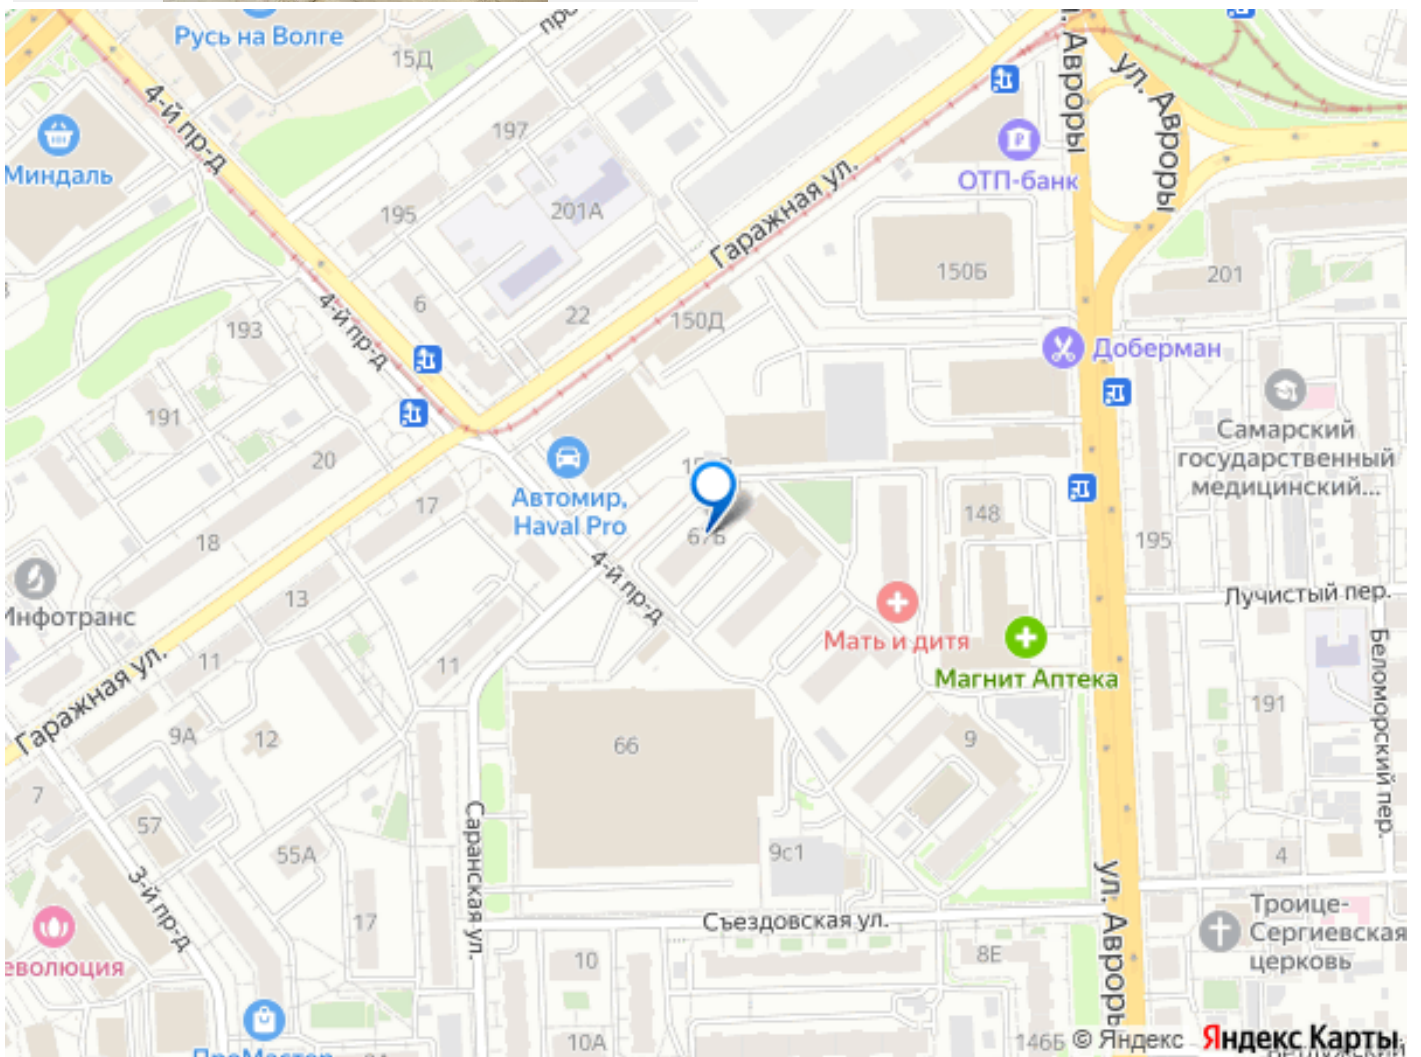 Русь на Волге
15Д
ул. Авроры
4-й пр-д
197
Миндаль
ОТП-банк
ул. Авроры
195
201А
Гаражная ул.
150Б
201
6
22
150Д
193
4-й пр-д
Доберман
191
20
Самарский
государственный
медицинский...
Автомир,
Haval Pro
17
148
67Б
195
18
4-й пр-д
Инфотранс
13
Лучистый пер.
11
11
Мать и дитя
Магнит Аптека
Гаражная ул.
9А
12
66
9
191
Беломорский пер.
7
57
55А
Саранская ул.
9с1
4
3-й пр-д
17
Съездовская ул.
ул. Авроры
Троице-
Сергиевская
церковь
8Е
10
10А
146Б
© Яндекс
Яндекс Карты